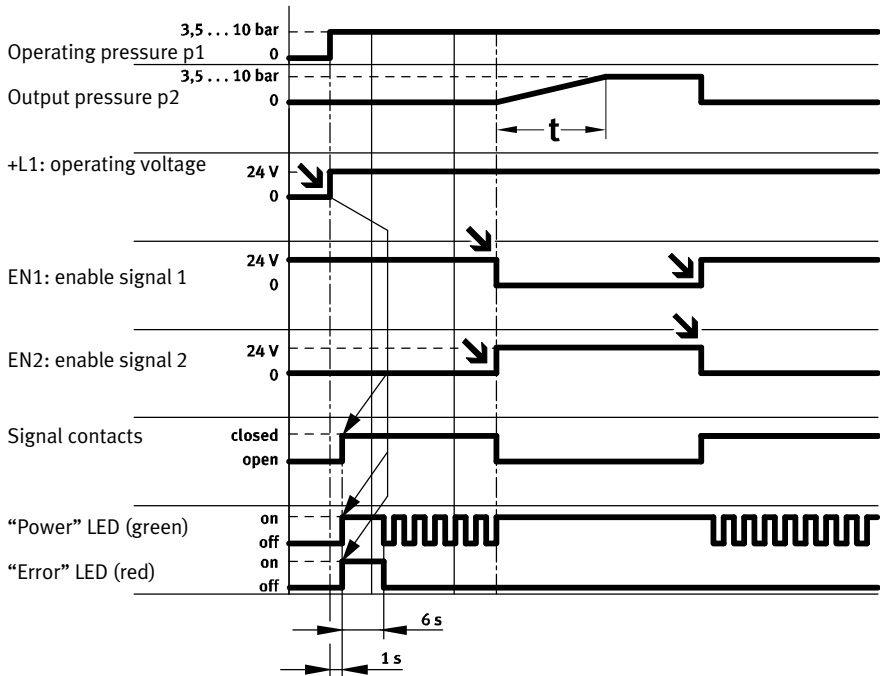 3,5 . . . 10 bar
Operating pressure p1
0
3,5 . . . 10 bar
Output pressure p2
0
t
+L1: operating voltage
24 V
0
24 V
EN1: enable signal 1
0
24 V
EN2: enable signal 2
0
Signal contacts
closed
open
“Power” LED (green)
on
off
“Error” LED (red)
on
off
6 s
1 s